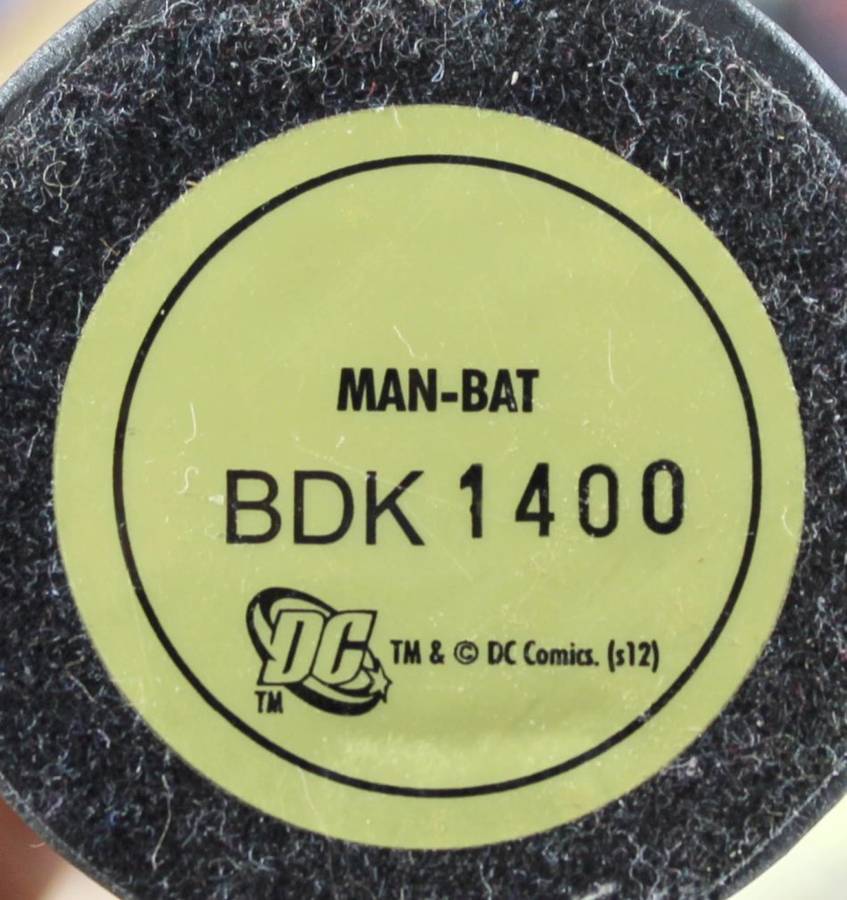 MAN-BAT
BDK 1400
DC TM & © DC Comics. (s12)
TM